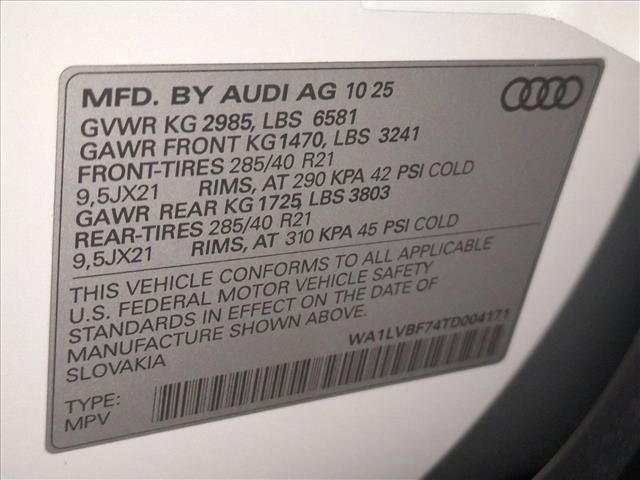 MFD. BY AUDI AG 10 25
GVWR KG 2985, LBS 6581
GAWR FRONT KG 1470, LBS 3241
FRONT-TIRES 285/40 R21
9,5JX21 RIMS, AT 290 KPA 42 PSI COLD
GAWR REAR KG 1725, LBS 3803
REAR-TIRES 285/40 R21
9,5JX21 RIMS, AT 310 KPA 45 PSI COLD
THIS VEHICLE CONFORMS TO ALL APPLICABLE
U.S. FEDERAL MOTOR VEHICLE SAFETY
STANDARDS IN EFFECT ON THE DATE OF
MANUFACTURE SHOWN ABOVE.
SLOVAKIA
WA1LVBF74TD004171
TYPE:
MPV